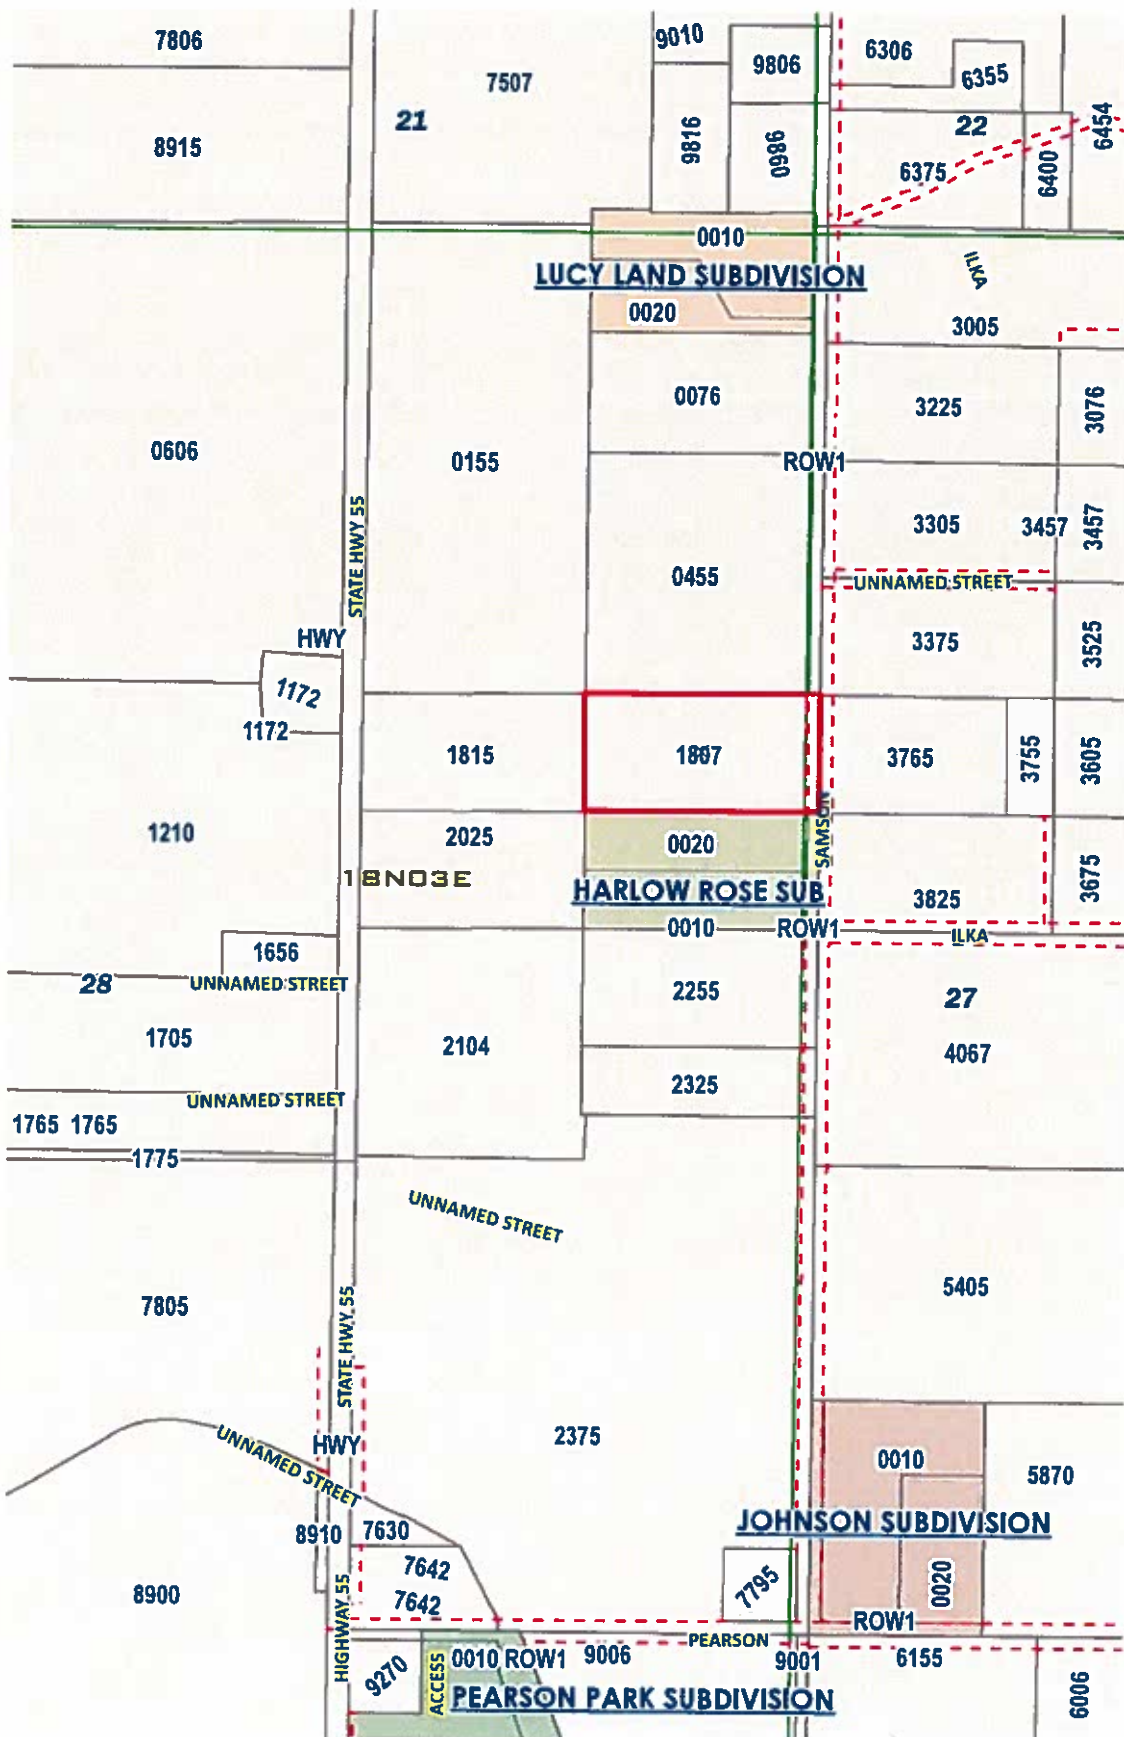 7806
9010
6306
9806
6355
7507
21
22
6454
8915
9816
0986
6375
6400
0010
LUCY LAND SUBDIVISION
ILKA
0020
3005
0076
3225
3076
0606
0155
ROW1
STATE HWY 55
3305
3457
3457
0455
UNNAMED STREET
HWY
3375
3525
1172
1172
1815
3765
3755
3605
SAMSON
1210
2025
0020
18N03E
HARLOW ROSE SUB
3825
3675
0010
ROW1
ILKA
1656
28
UNNAMED STREET
2255
27
1705
2104
4067
2325
UNNAMED STREET
1765 1765
1775
UNNAMED STREET
7805
5405
STATE HWY 55
2375
HWY
UNNAMED STREET
0010
5870
JOHNSON SUBDIVISION
8910
7630
7642
7795
0020
8900
7642
HIGHWAY 55
ROW1
PEARSON
0010 ROW1
9006
9001
6155
9270
ACCESS
PEARSON PARK SUBDIVISION
6006